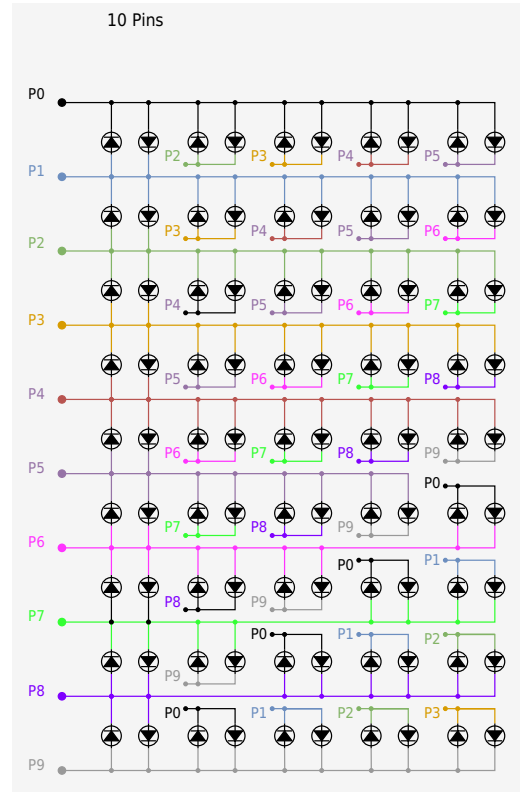 10 Pins
P0
P2 P3 P4 P5
P1
P3 P4 P5 P6
P2
P4 P5 P6 P7
P3
P5 P6 P7 P8
P4
P6 P7 P8 P9
P5
P0
P7 P8 P9
P6
P0 P1
P8 P9
P7
P0 P1 P2
P9
P8
P0 P1 P2 P3
P9